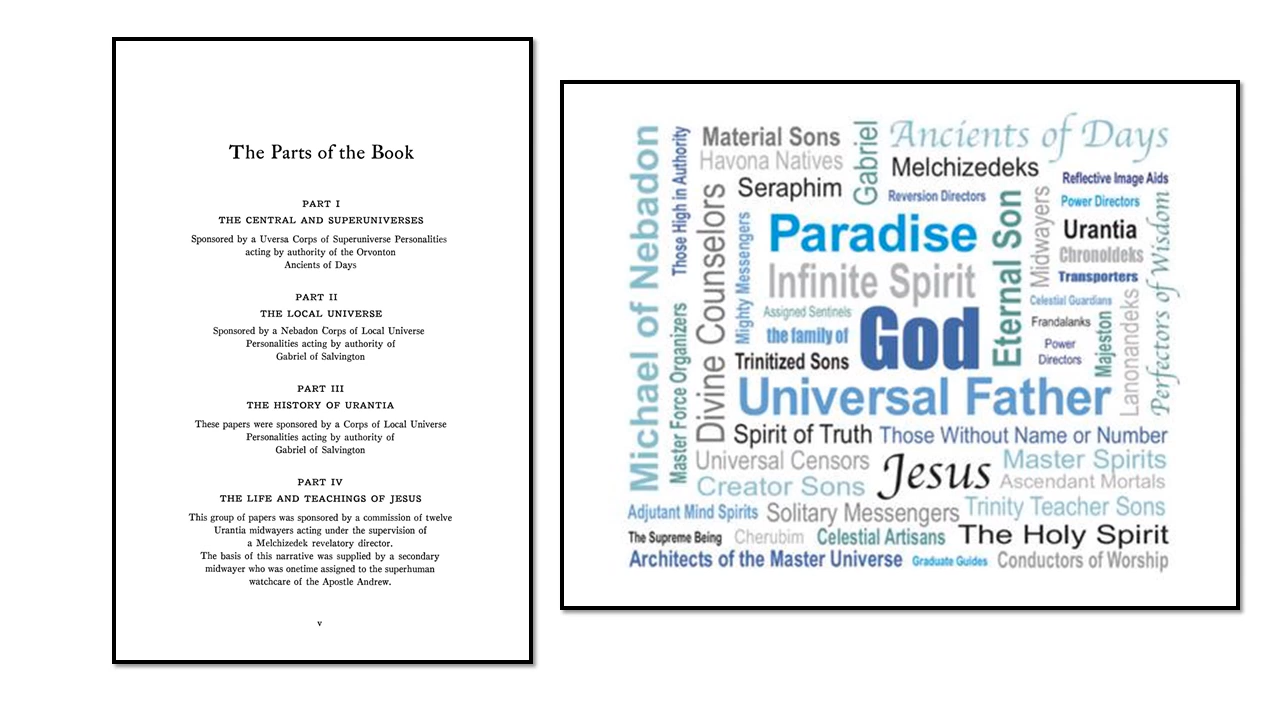 The Parts of the Book
PART I
THE CENTRAL AND SUPERUNIVERSES
Sponsored by a Uversa Corps of Superuniverse Personalities
acting by authority of the Orvonton
Ancients of Days
PART II
THE LOCAL UNIVERSE
Sponsored by a Nebadon Corps of Local Universe
Personalities acting by authority of
Gabriel of Salvington
PART III
THE HISTORY OF URANTIA
These papers were sponsored by a Corps of Local Universe
Personalities acting by authority of
Gabriel of Salvington
PART IV
THE LIFE AND TEACHINGS OF JESUS
This group of papers was sponsored by a commission of twelve
Urantia midwayers acting under the supervision of
a Melchizedek revelatory director.
The basis of this narrative was supplied by a secondary
midwayer who was onetime assigned to the superhuman
watchcare of the Apostle Andrew.
v
Michael of Nebadon
Those High in Authority
Master Force Organizers
Material Sons
Havona Natives
Seraphim
Gabriel
Ancients of Days
Melchizedeks
Reversion Directors
Reflective Image Aids
Power Directors
Urantia
Chronoldeks
Transporters
Celestial Guardians
Frandalanks
Power
Directors
Midwayers
Majeston
Lanonandeks
Perfectors of Wisdom
Divine Counselors
Mighty Messengers
Paradise
Infinite Spirit
Eternal Son
Assigned Sentinels
the family of
God
Trinitized Sons
Universal Father
Spirit of Truth
Those Without Name or Number
Universal Censors
Jesus
Master Spirits
Creator Sons
Ascendant Mortals
Adjutant Mind Spirits
Solitary Messengers
Trinity Teacher Sons
The Supreme Being
Cherubim
Celestial Artisans
The Holy Spirit
Architects of the Master Universe
Graduate Guides
Conductors of Worship